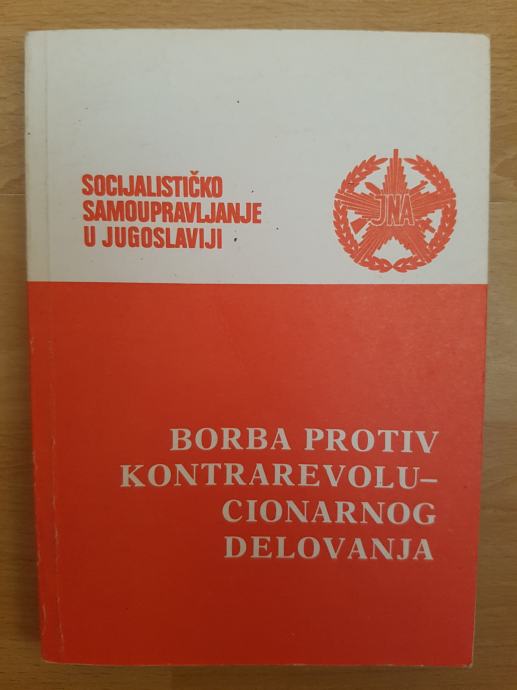 SOCIJALISTIČKO
SAMOUPRAVLJANJE
U JUGOSLAVIJI
JNA
BORBA PROTIV
KONTRAREVOLU–
CIONARNOG
DELOVANJA